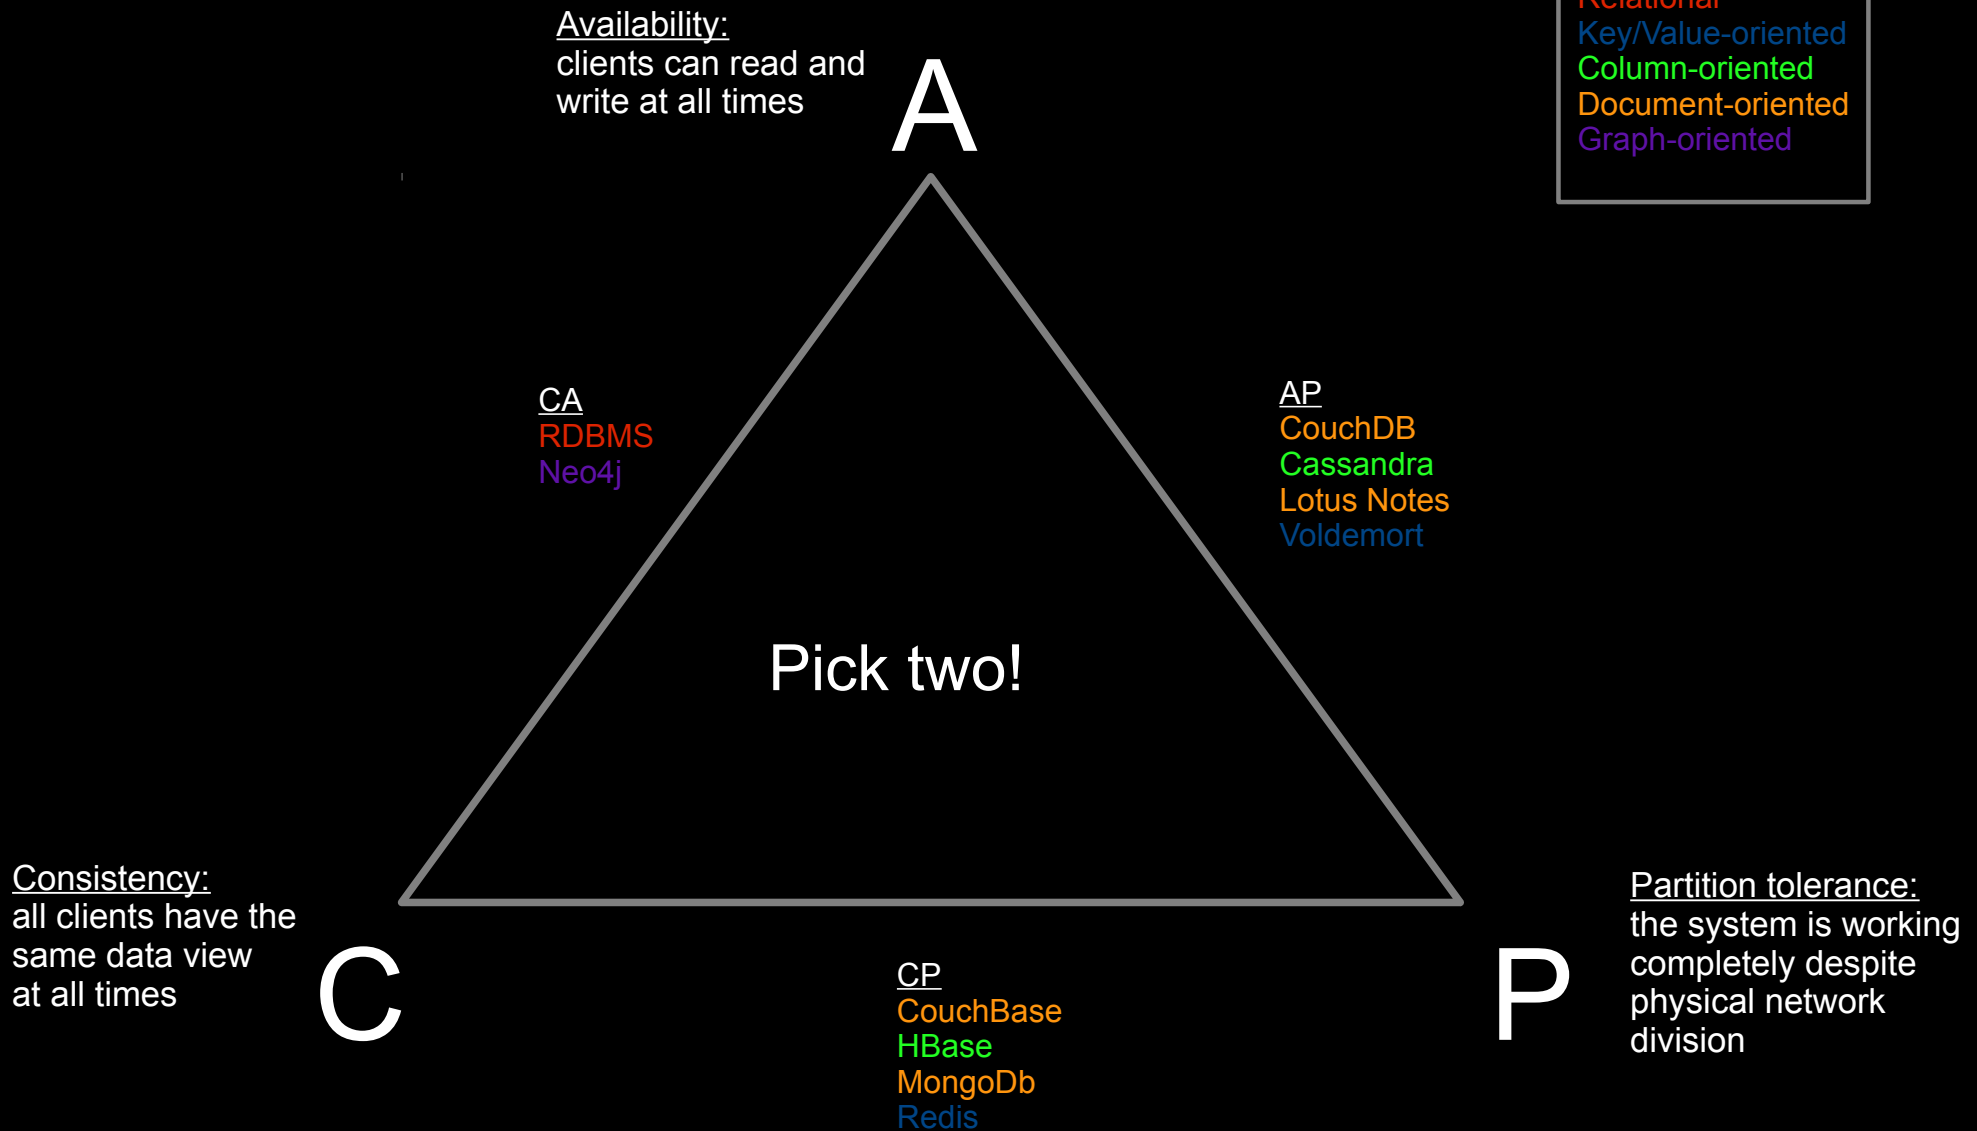 Availability:
clients can read and
write at all times
A
Relational
Key/Value-oriented
Column-oriented
Document-oriented
Graph-oriented
CA
RDBMS
Neo4j
AP
CouchDB
Cassandra
Lotus Notes
Voldemort
Pick two!
Consistency:
all clients have the
same data view
at all times
C
CP
CouchBase
HBase
MongoDb
Redis
P
Partition tolerance:
the system is working
completely despite
physical network
division